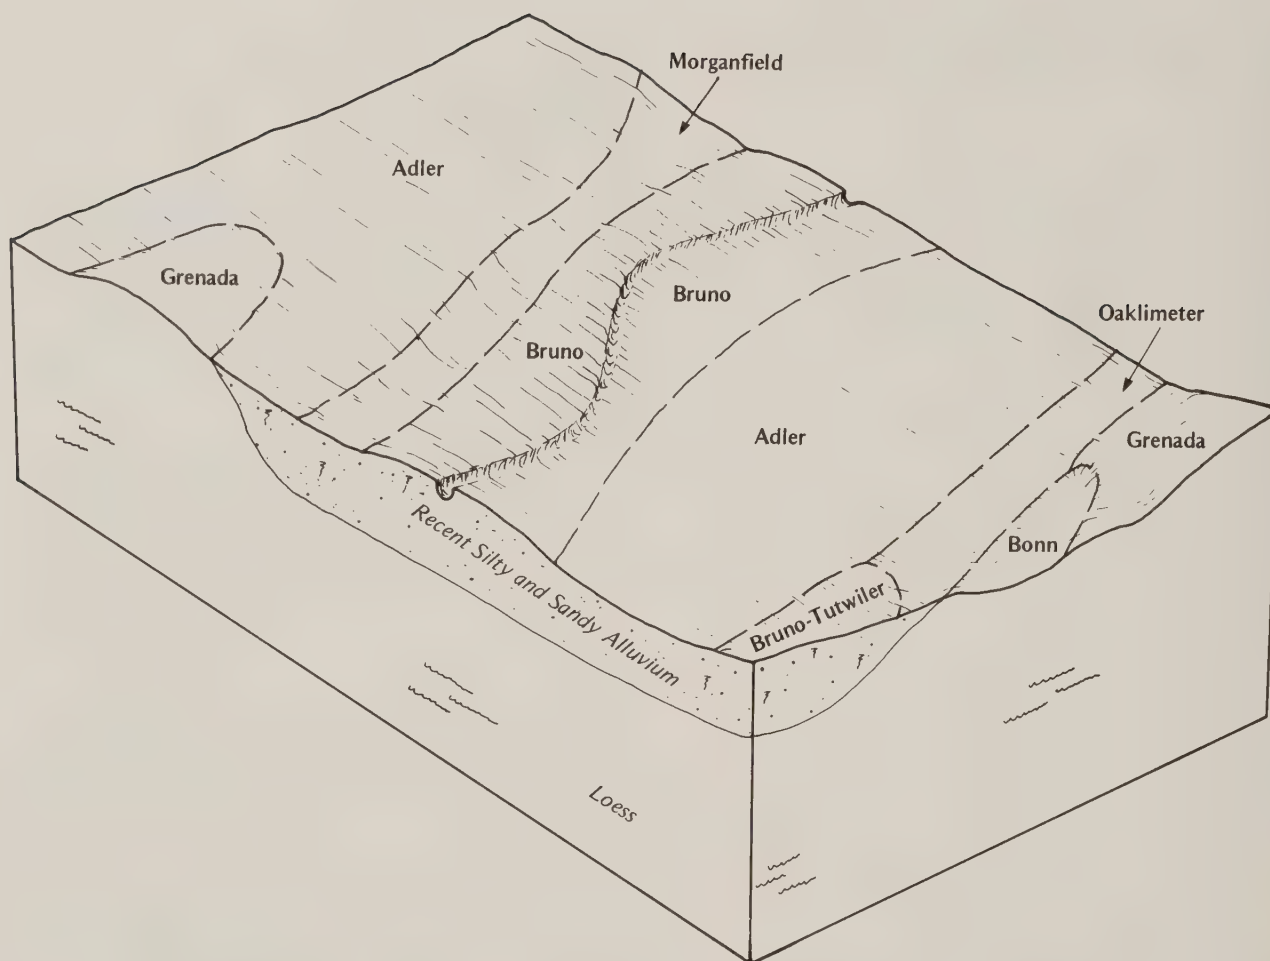 Morganfield
Adler
Grenada
Bruno
Oaklimeter
Bruno
Adler
Grenada
Bonn
Recent Silty and Sandy Alluvium
Bruno-Tutwiler
Loess